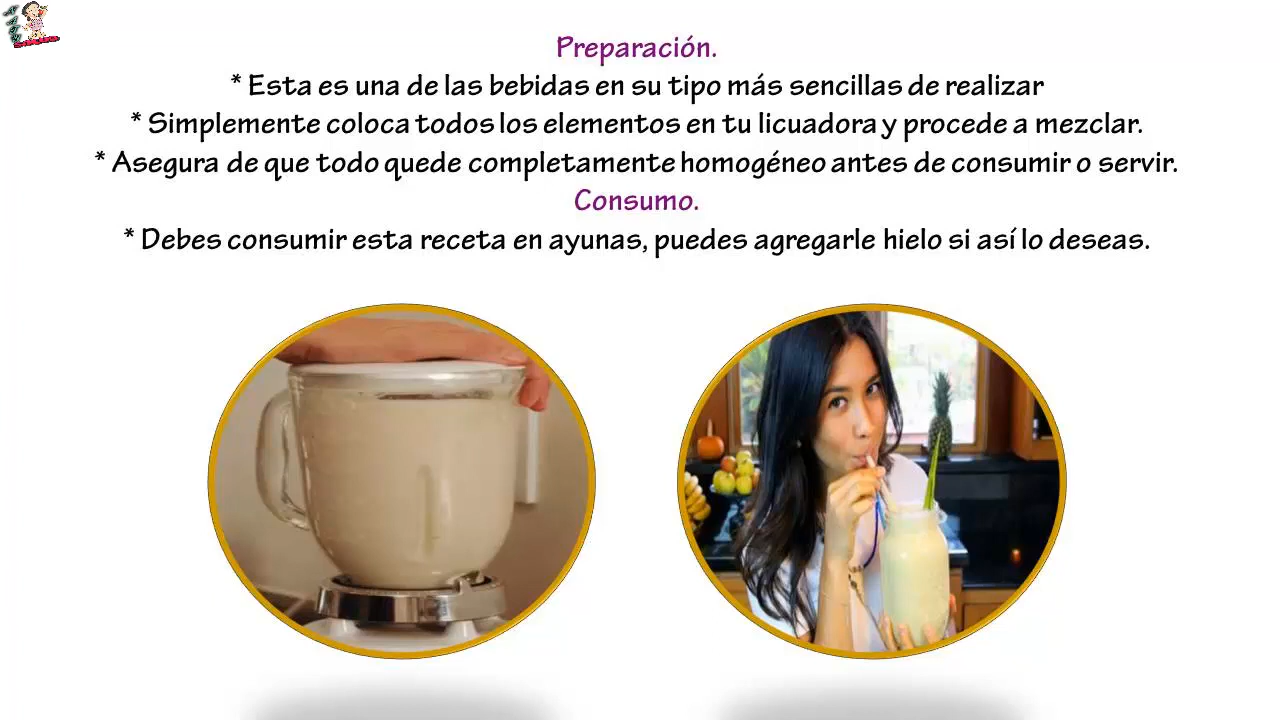 Preparación.
* Esta es una de las bebidas en su tipo más sencillas de realizar
* Simplemente coloca todos los elementos en tu licuadora y procede a mezclar.
* Asegura de que todo quede completamente homogéneo antes de consumir o servir.
Consumo.
* Debes consumir esta receta en ayunas, puedes agregarle hielo si así lo deseas.